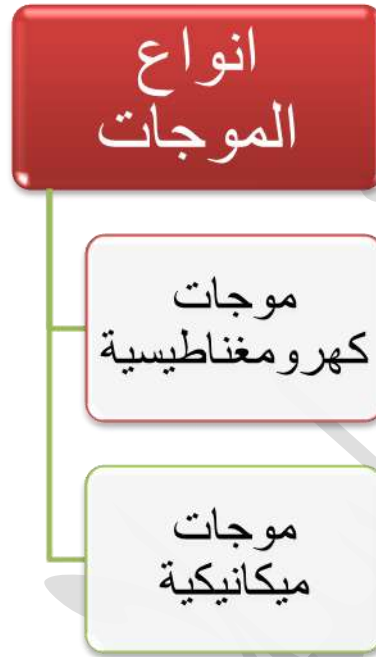 انواع
الموجات
موجات
كهرومغناطيسية
موجات
ميكانيكية